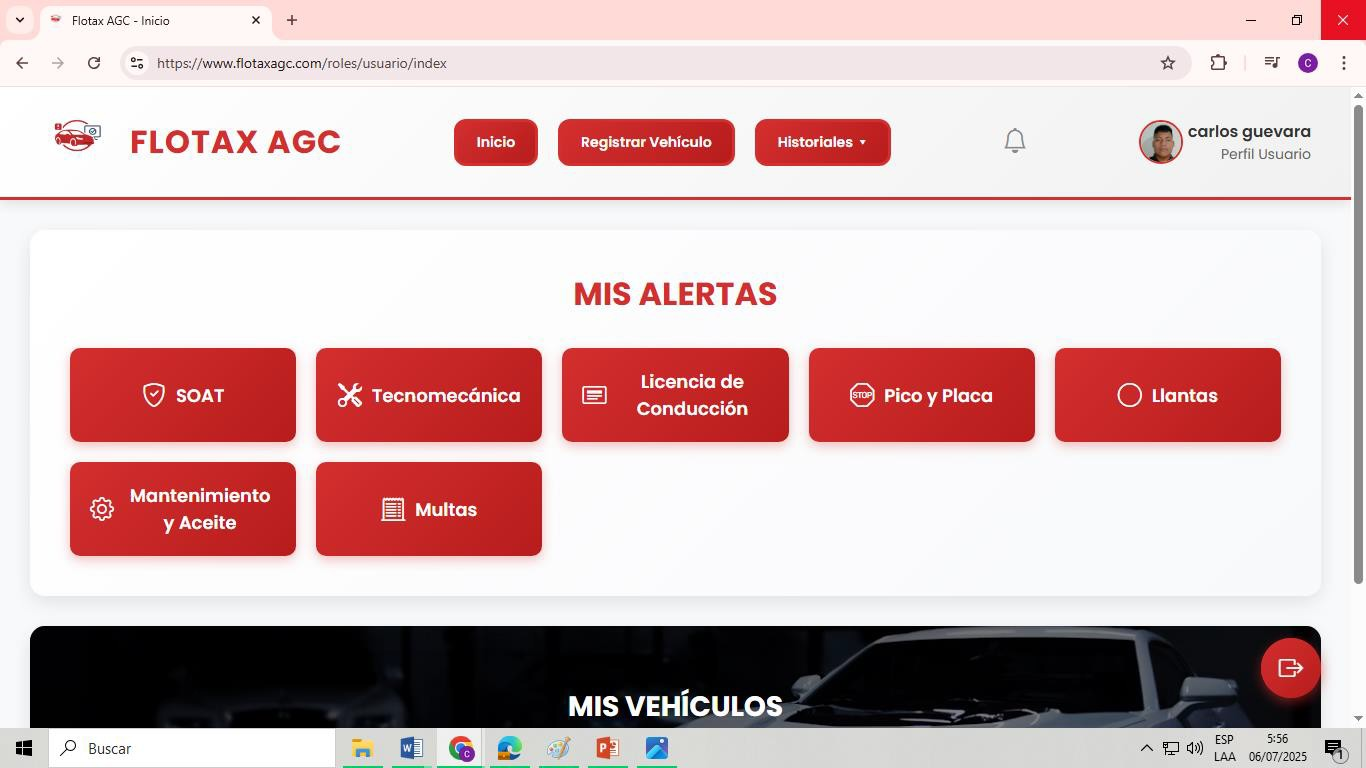 Flotax AGC - Inicio
https://www.flotaxagc.com/roles/usuario/index
C
FLOTAX AGC
Inicio
Registrar Vehículo
Historiales
carlos guevara
Perfil Usuario
MIS ALERTAS
SOAT
Tecnomecánica
Licencia de
Conducción
STOP
Pico y Placa
Llantas
Mantenimiento
y Aceite
Multas
MIS VEHÍCULOS
Buscar
ESP
LAA
5:56
06/07/2025
1